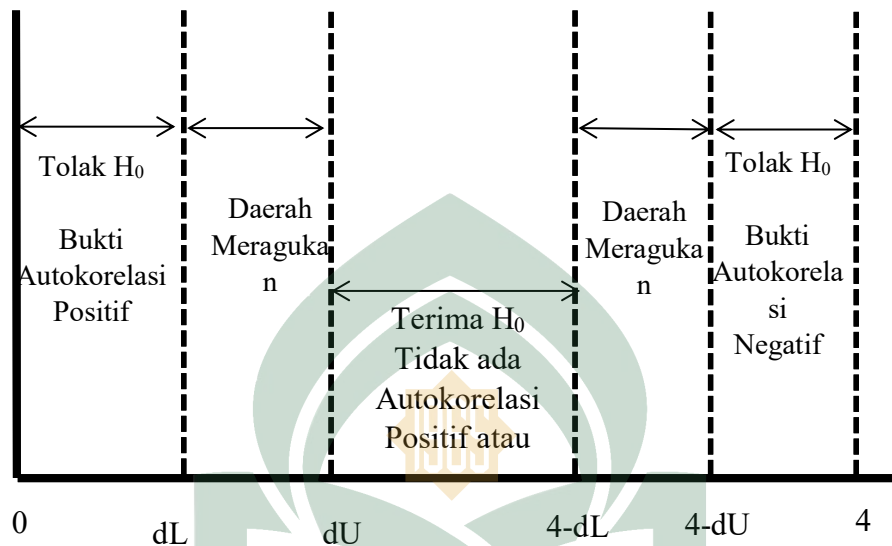 Tolak H₀
Bukti
Autokorelasi
Positif
Daerah
Meraguka
n
Terima H₀
Tidak ada
Autokorelasi
Positif atau
Daerah
Meraguka
n
Tolak H₀
Bukti
Autokorela
si
Negatif
0 dL dU 4-dL 4-dU 4